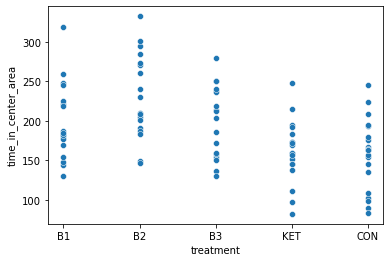 time_in_center_area
300
250
200
150
100
B1
B2
B3
KET
CON
treatment